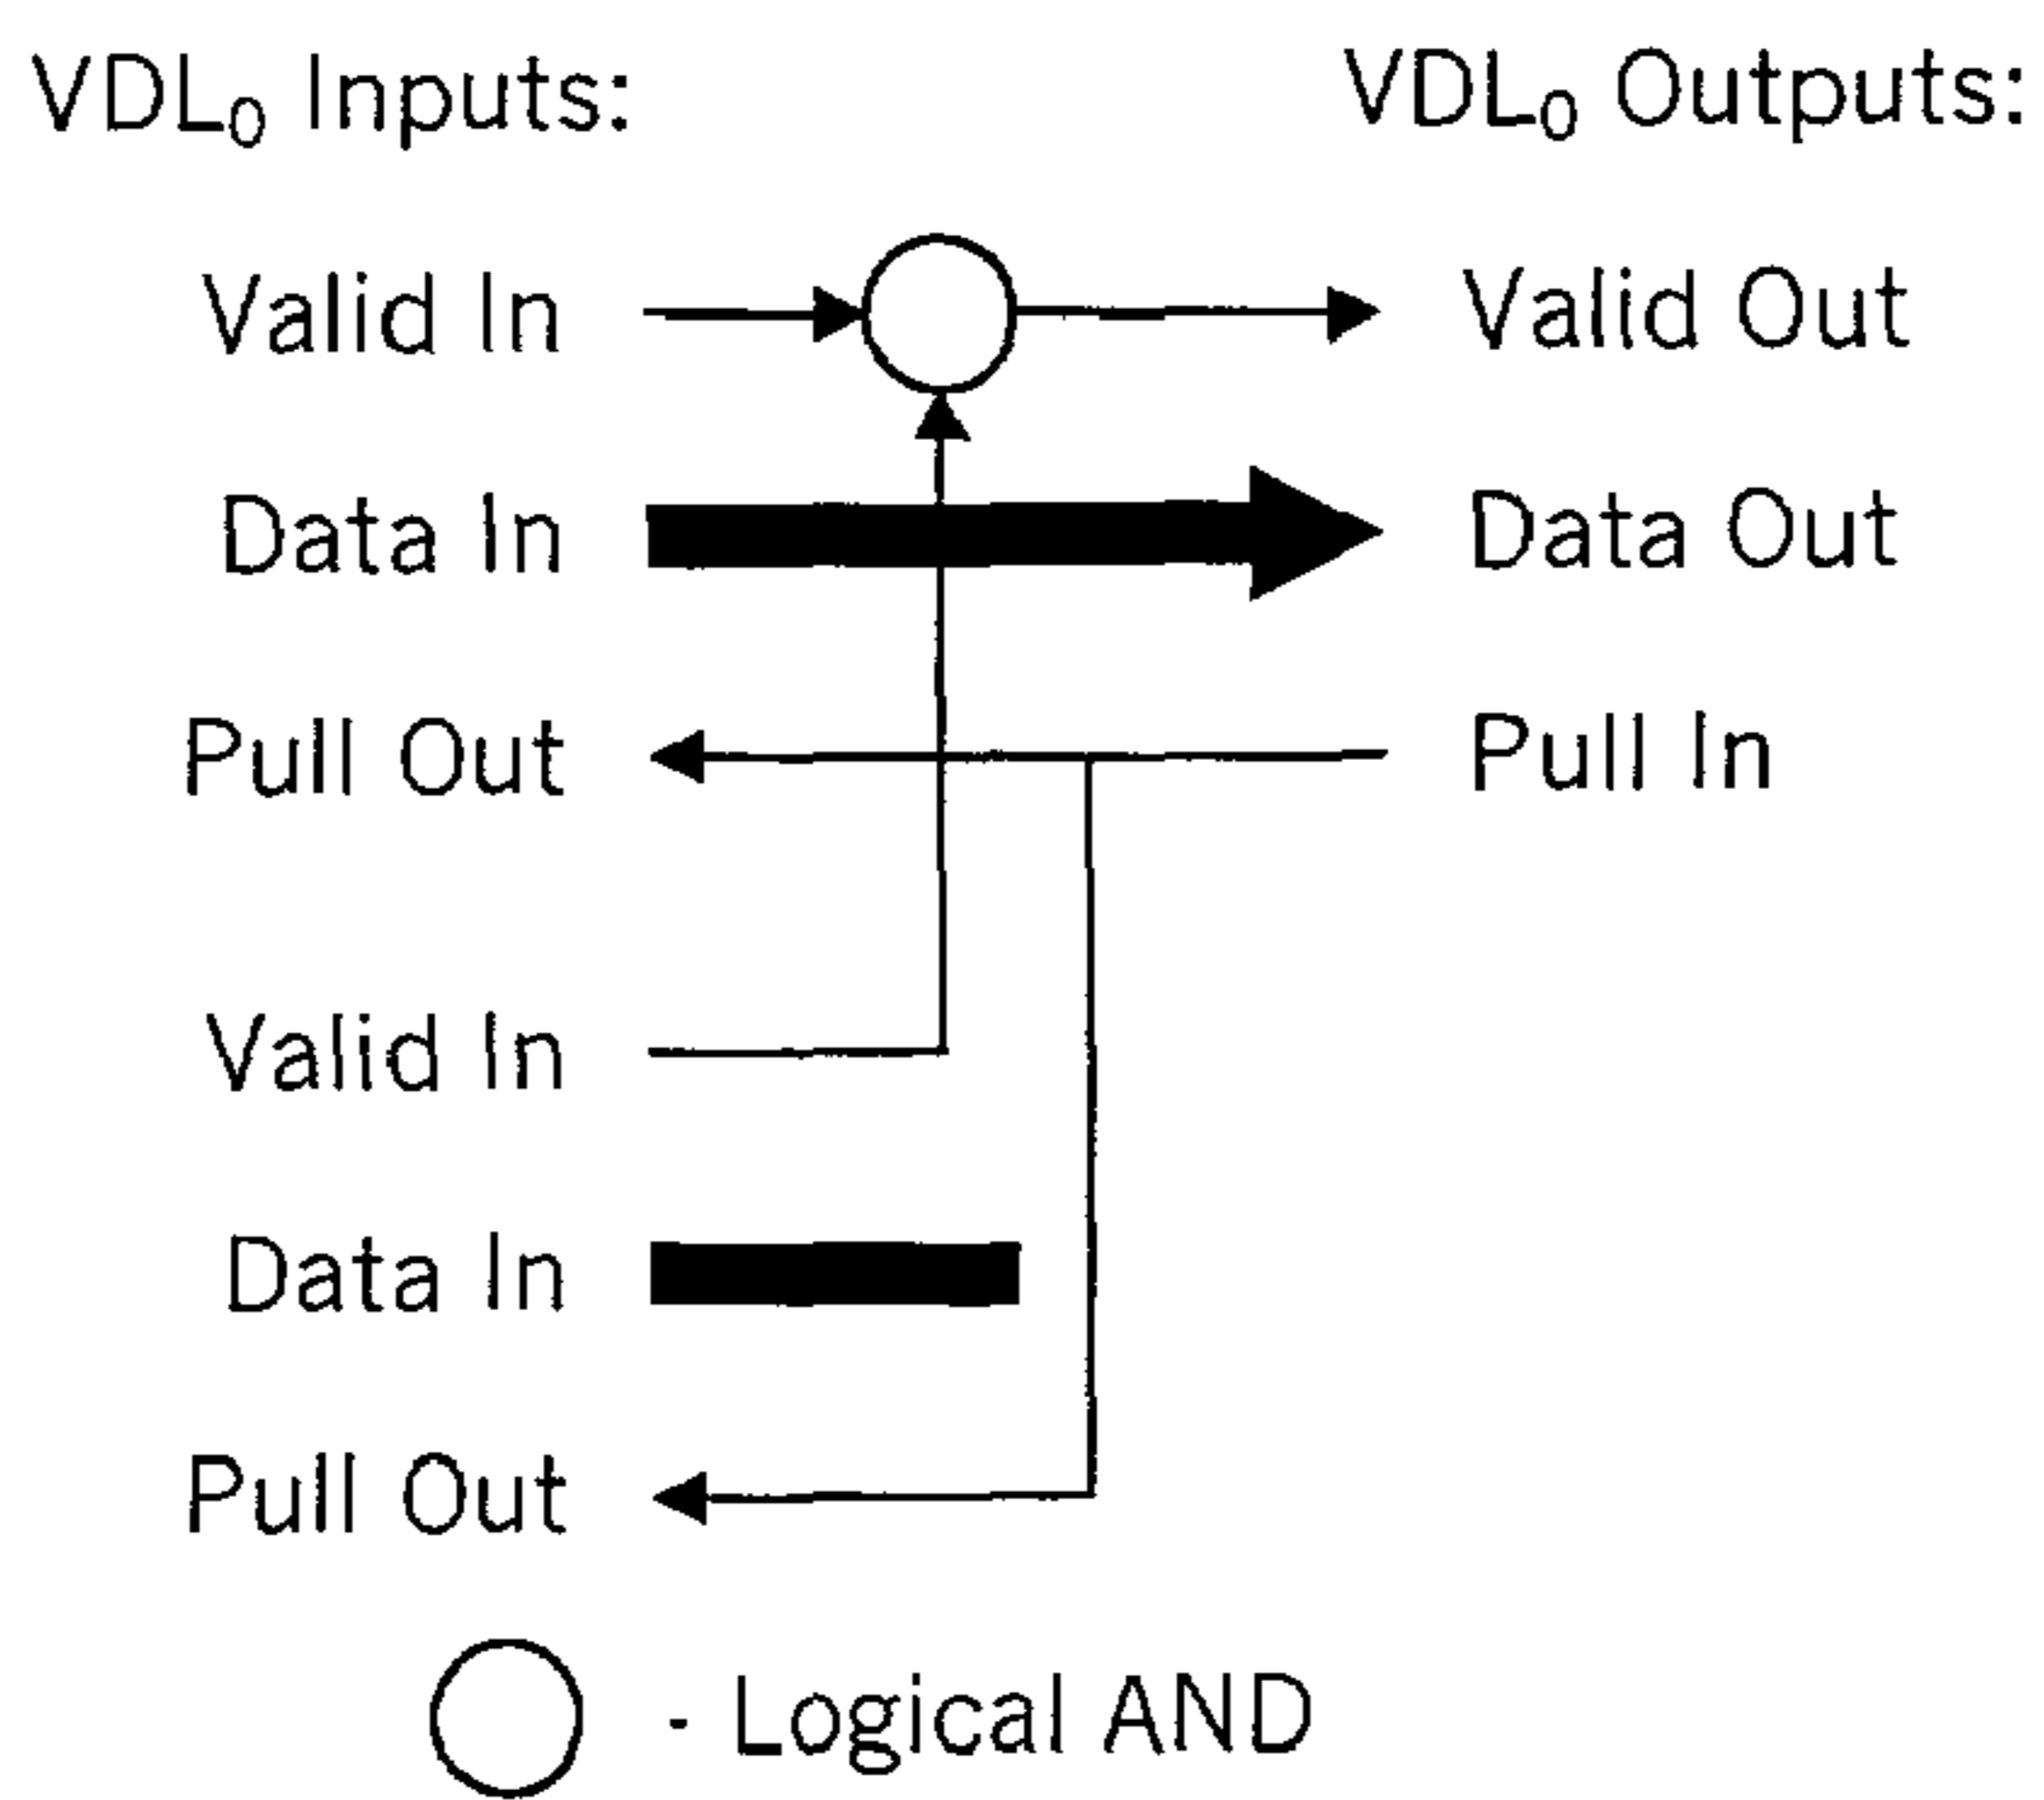 VDL₀ Inputs: VDL₀ Outputs:
Valid In Valid Out
Data In Data Out
Pull Out Pull In
Valid In
Data In
Pull Out
- Logical AND